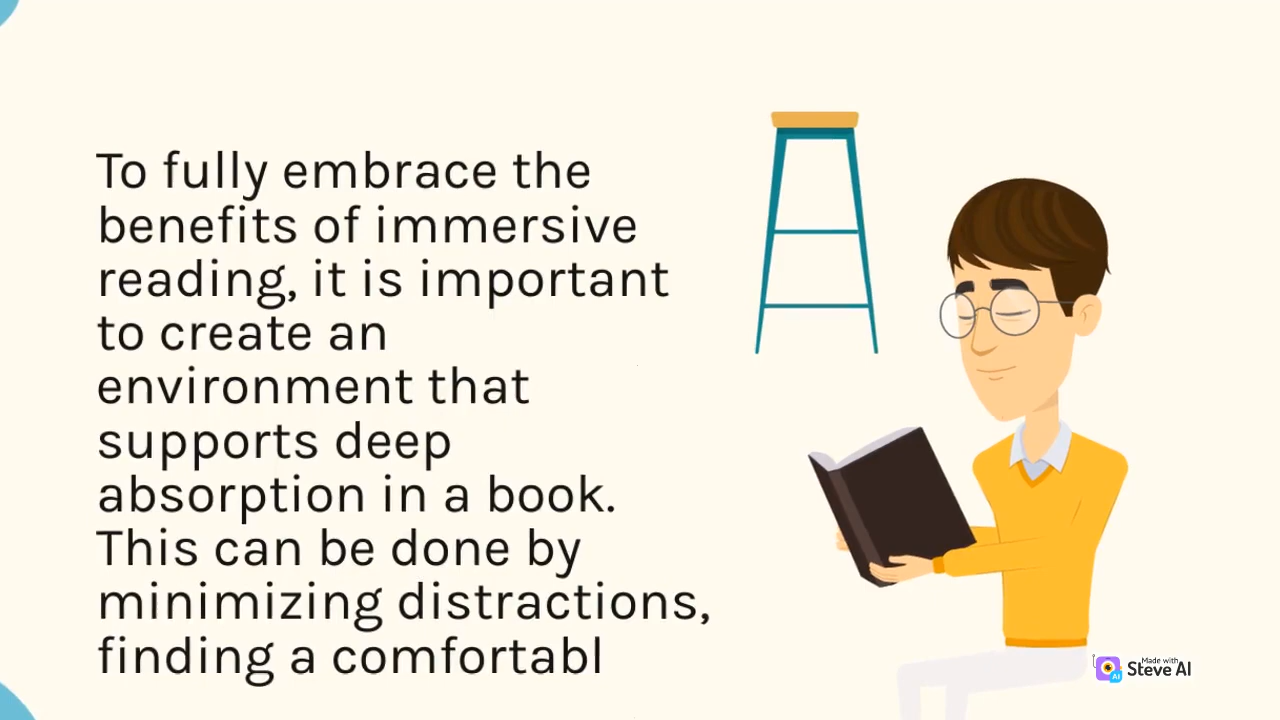 To fully embrace the
benefits of immersive
reading, it is important
to create an
environment that
supports deep
absorption in a book.
This can be done by
minimizing distractions,
finding a comfortabl
Made with
Steve AI
AI